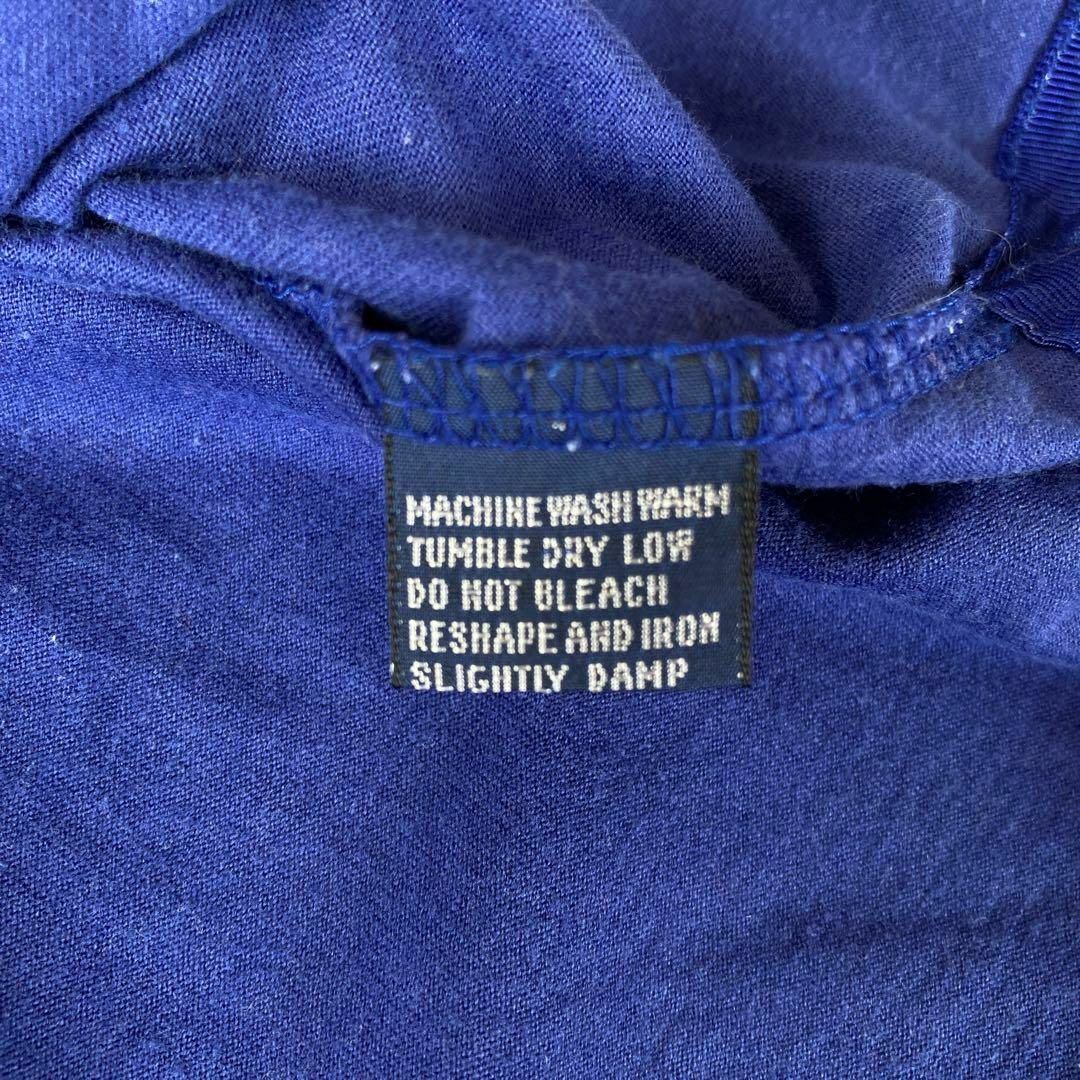 MACHINE WASH WARM
TUMBLE DRY LOW
DO NOT BLEACH
RESHAPE AND IRON
SLIGHTLY DAMP